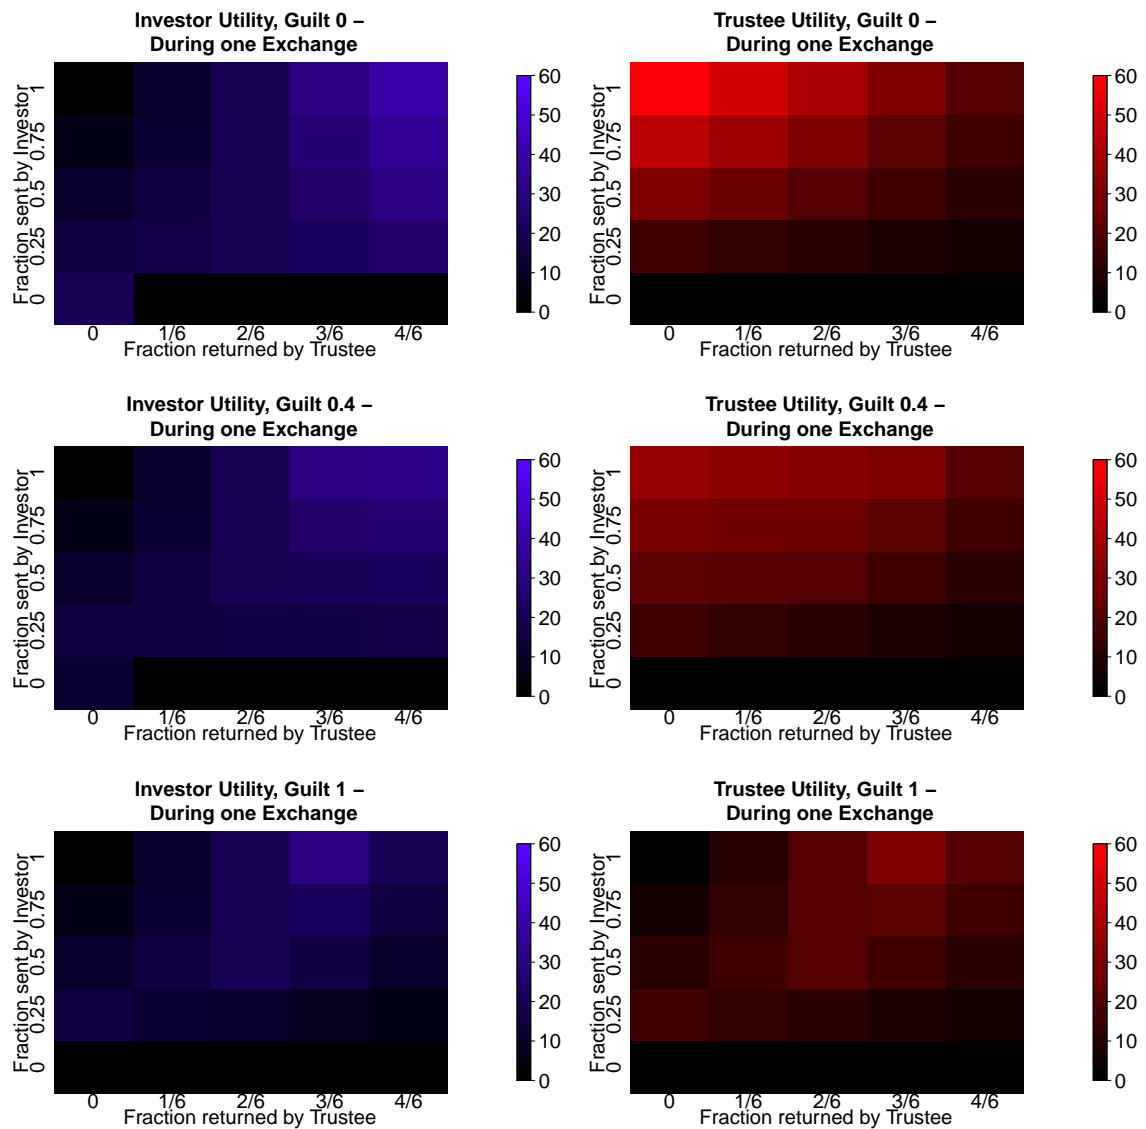 Investor Utility, Guilt 0 –
During one Exchange
Fraction sent by Investor
0 0.25 0.5 0.75 1
0 1/6 2/6 3/6 4/6
Fraction returned by Trustee
0 10 20 30 40 50 60
Trustee Utility, Guilt 0 –
During one Exchange
Fraction sent by Investor
0 0.25 0.5 0.75 1
0 1/6 2/6 3/6 4/6
Fraction returned by Trustee
0 10 20 30 40 50 60
Investor Utility, Guilt 0.4 –
During one Exchange
Fraction sent by Investor
0 0.25 0.5 0.75 1
0 1/6 2/6 3/6 4/6
Fraction returned by Trustee
0 10 20 30 40 50 60
Trustee Utility, Guilt 0.4 –
During one Exchange
Fraction sent by Investor
0 0.25 0.5 0.75 1
0 1/6 2/6 3/6 4/6
Fraction returned by Trustee
0 10 20 30 40 50 60
Investor Utility, Guilt 1 –
During one Exchange
Fraction sent by Investor
0 0.25 0.5 0.75 1
0 1/6 2/6 3/6 4/6
Fraction returned by Trustee
0 10 20 30 40 50 60
Trustee Utility, Guilt 1 –
During one Exchange
Fraction sent by Investor
0 0.25 0.5 0.75 1
0 1/6 2/6 3/6 4/6
Fraction returned by Trustee
0 10 20 30 40 50 60